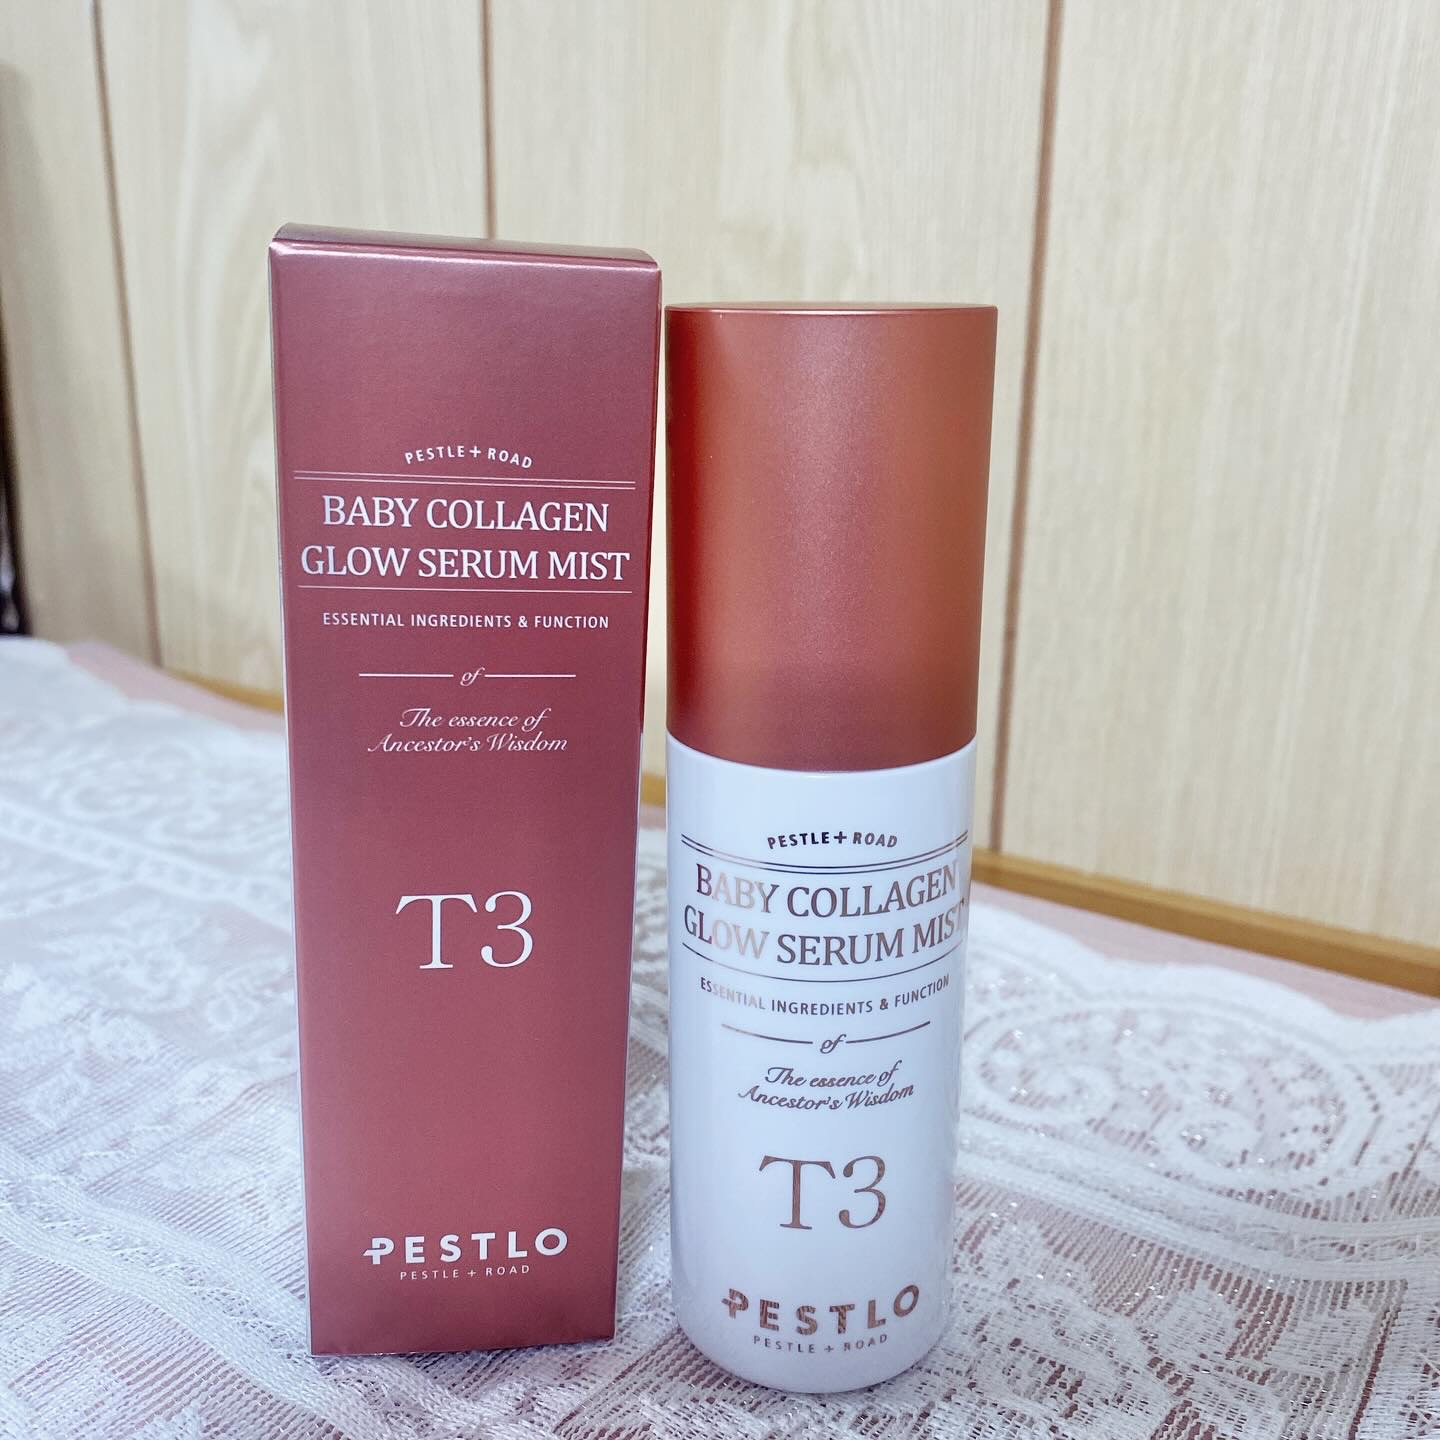 PESTLE+ROAD
BABY COLLAGEN
GLOW SERUM MIST
ESSENTIAL INGREDIENTS & FUNCTION
of
The essence of
Ancestor's Wisdom
T3
PESTLO
PESTLE + ROAD
PESTLE+ROAD
BABY COLLAGEN
GLOW SERUM MIST
ESSENTIAL INGREDIENTS & FUNCTION
of
The essence of
Ancestor's Wisdom
T3
PESTLO
PESTLE + ROAD